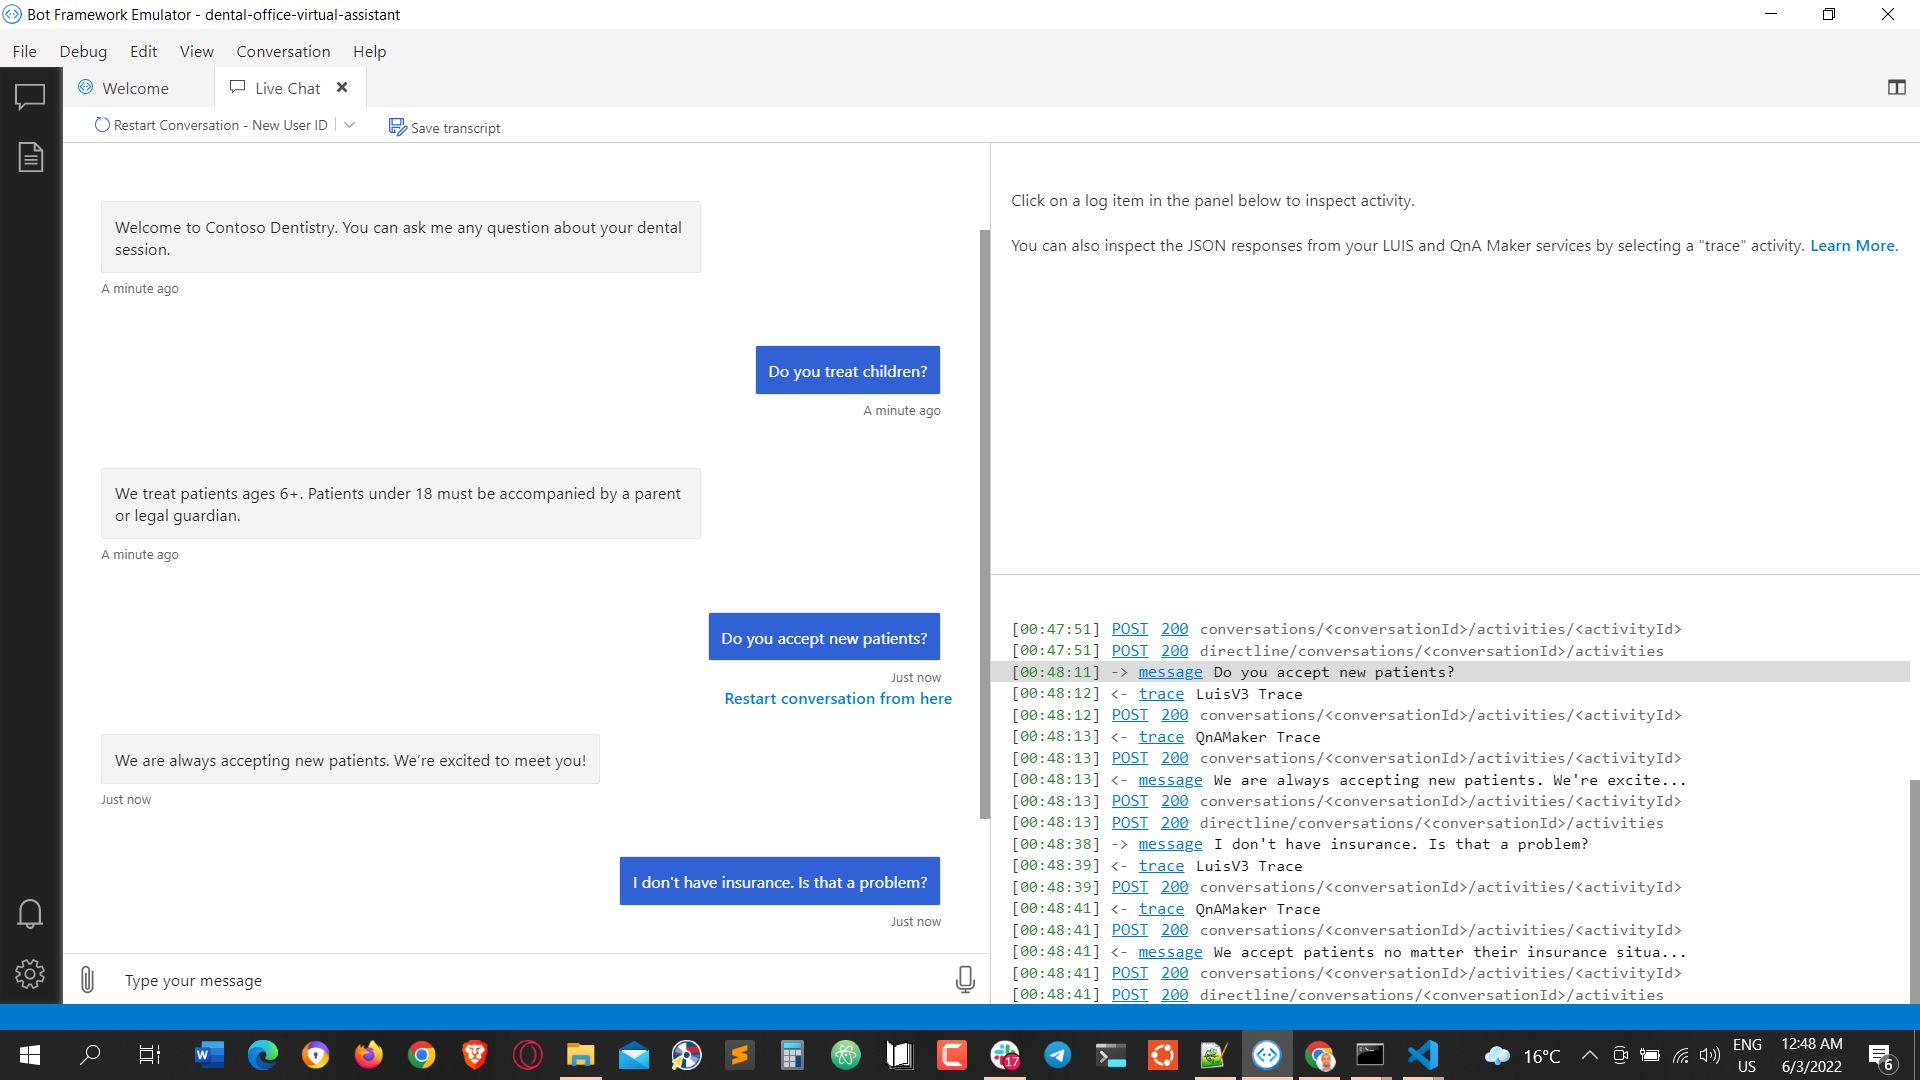 Bot Framework Emulator - dental-office-virtual-assistant
File Debug Edit View Conversation Help
Welcome
Live Chat
Restart Conversation - New User ID
Save transcript
Welcome to Contoso Dentistry. You can ask me any question about your dental
session.
A minute ago
Do you treat children?
A minute ago
We treat patients ages 6+. Patients under 18 must be accompanied by a parent
or legal guardian.
A minute ago
Do you accept new patients?
Just now
Restart conversation from here
We are always accepting new patients. We're excited to meet you!
Just now
I don't have insurance. Is that a problem?
Just now
Type your message
Click on a log item in the panel below to inspect activity.
You can also inspect the JSON responses from your LUIS and QnA Maker services by selecting a "trace" activity. Learn More.
[00:47:51] POST 200 conversations/<conversationId>/activities/<activityId>
[00:47:51] POST 200 directline/conversations/<conversationId>/activities
[00:48:11] -> message Do you accept new patients?
[00:48:12] <- trace LuisV3 Trace
[00:48:12] POST 200 conversations/<conversationId>/activities/<activityId>
[00:48:13] <- trace QnAMaker Trace
[00:48:13] POST 200 conversations/<conversationId>/activities/<activityId>
[00:48:13] <- message We are always accepting new patients. We're excite...
[00:48:13] POST 200 conversations/<conversationId>/activities/<activityId>
[00:48:13] POST 200 directline/conversations/<conversationId>/activities
[00:48:38] -> message I don't have insurance. Is that a problem?
[00:48:39] <- trace LuisV3 Trace
[00:48:39] POST 200 conversations/<conversationId>/activities/<activityId>
[00:48:41] <- trace QnAMaker Trace
[00:48:41] POST 200 conversations/<conversationId>/activities/<activityId>
[00:48:41] <- message We accept patients no matter their insurance situa...
[00:48:41] POST 200 conversations/<conversationId>/activities/<activityId>
[00:48:41] POST 200 directline/conversations/<conversationId>/activities
17
16°C
ENG
US
12:48 AM
6/3/2022
6